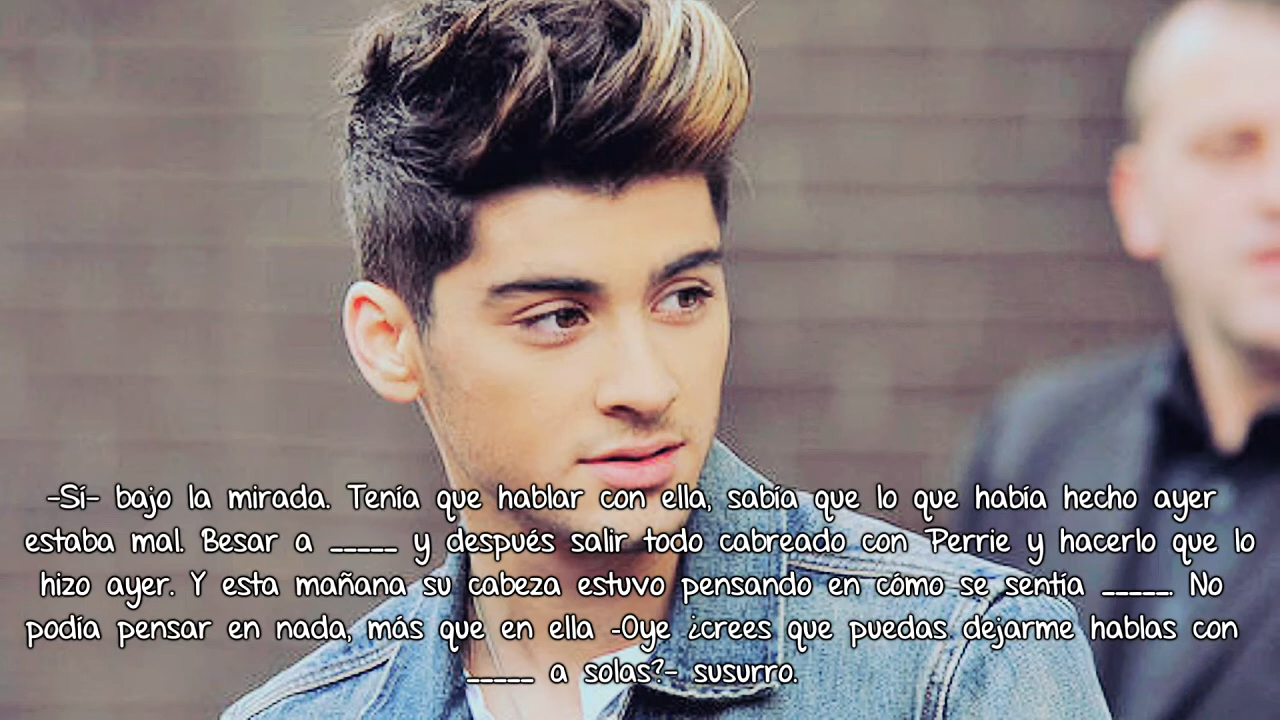 -Sí- bajo la mirada. Tenía que hablar con ella, sabía que lo que había hecho ayer
estaba mal. Besar a _____ y después salir todo cabreado con Perrie y hacerlo que lo
hizo ayer. Y esta mañana su cabeza estuvo pensando en cómo se sentía _____. No
podía pensar en nada, más que en ella -Oye ¿crees que puedas dejarme hablas con
_____ a solas?- susurro.